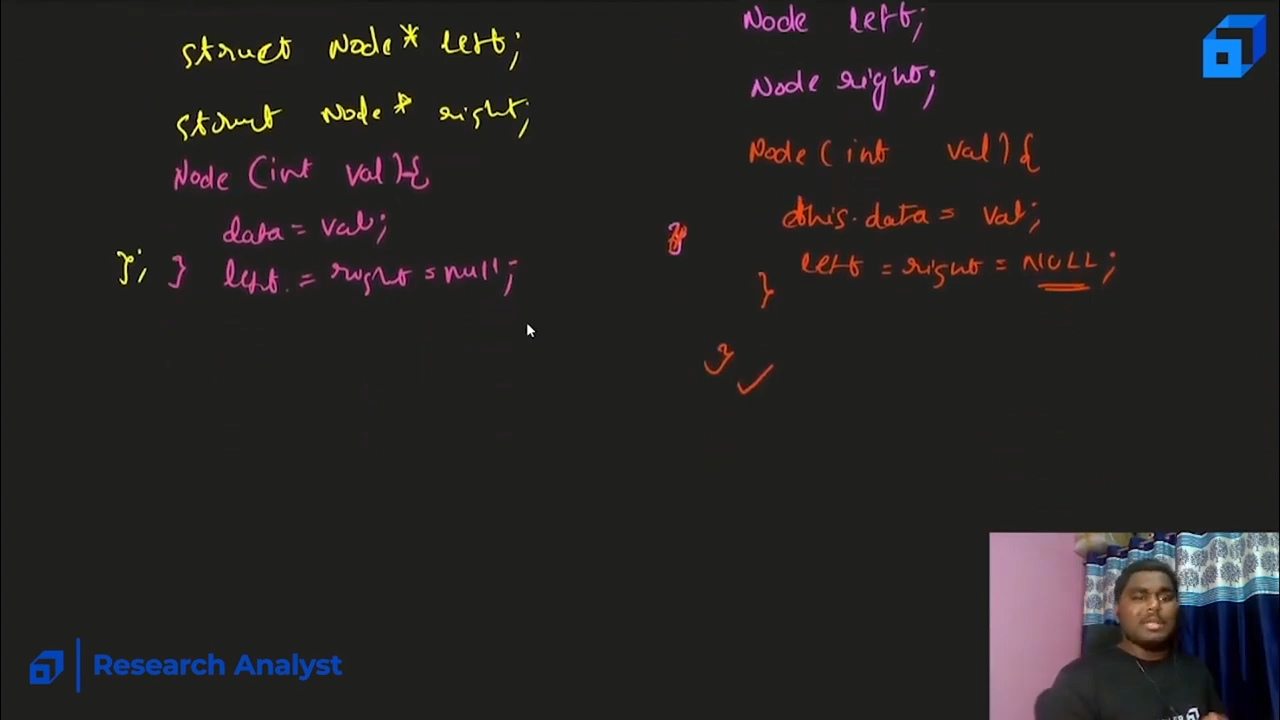 struct Node* left;
struct Node* right;
Node (int val){
data = val;
left = right = null;
}
};
Node left;
Node right;
Node (int val){
this.data = val;
left = right = NULL;
}
}
Research Analyst